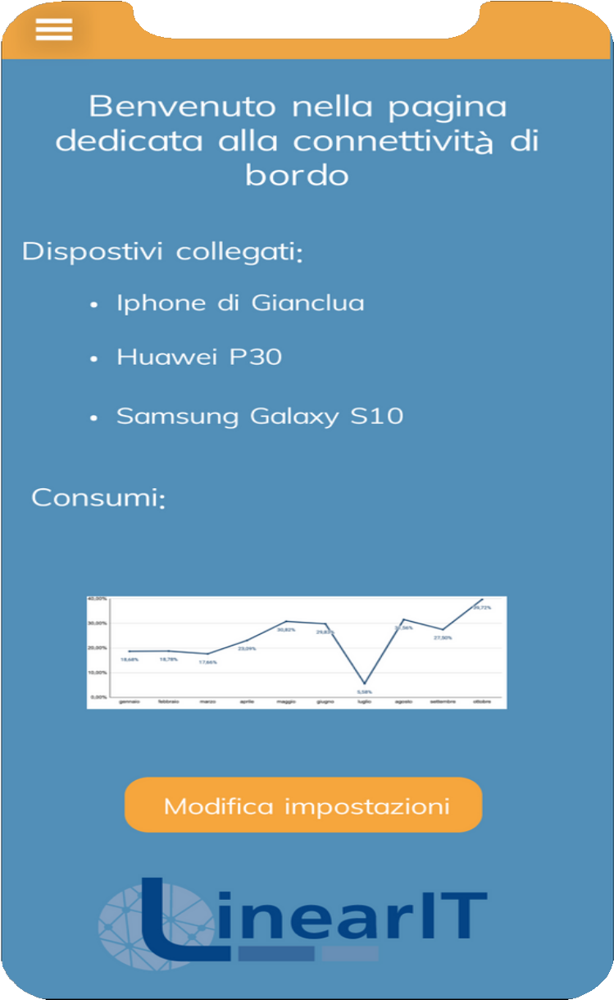 Benvenuto nella pagina
dedicata alla connettività di
bordo
Dispostivi collegati:
• Iphone di Gianclua
• Huawei P30
• Samsung Galaxy S10
Consumi:
40,00%
30,00%
20,00%
10,00%
0,00%
18,68%
18,78%
17,66%
23,09%
30,82%
29,83%
5,58%
31,56%
27,50%
39,72%
gennaio febbraio marzo aprile maggio giugno luglio agosto settembre ottobre
Modifica impostazioni
LinearIT